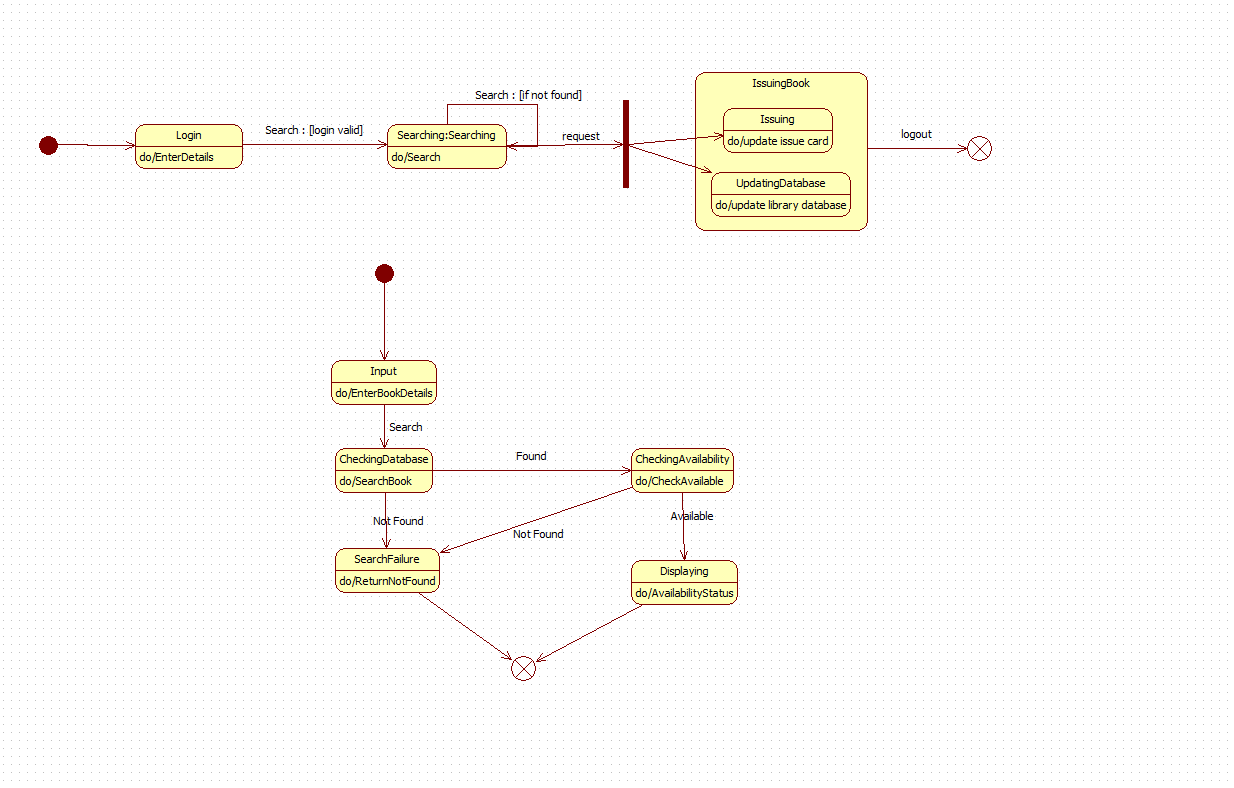 Login
do/EnterDetails
Search : [login valid]
Search : [if not found]
Searching:Searching
do/Search
request
IssuingBook
Issuing
do/update issue card
UpdatingDatabase
do/update library database
logout
Input
do/EnterBookDetails
Search
CheckingDatabase
do/SearchBook
Found
CheckingAvailability
do/CheckAvailable
Not Found
Not Found
Available
SearchFailure
do/ReturnNotFound
Displaying
do/AvailabilityStatus